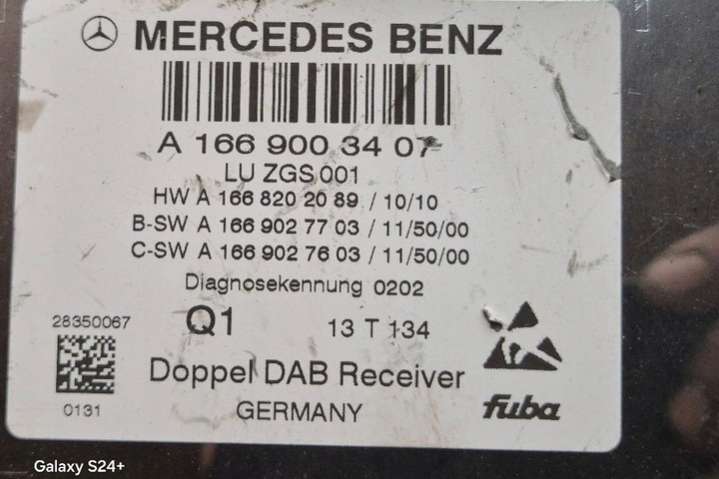 MERCEDES BENZ
A 166 900 34 07
LU ZGS 001
HW A 166 820 20 89 / 10/10
B-SW A 166 902 77 03 / 11/50/00
C-SW A 166 902 76 03 / 11/50/00
Diagnosekennung 0202
28350067
Q1
13 T 134
Doppel DAB Receiver
0131
GERMANY
fuba
Galaxy S24+